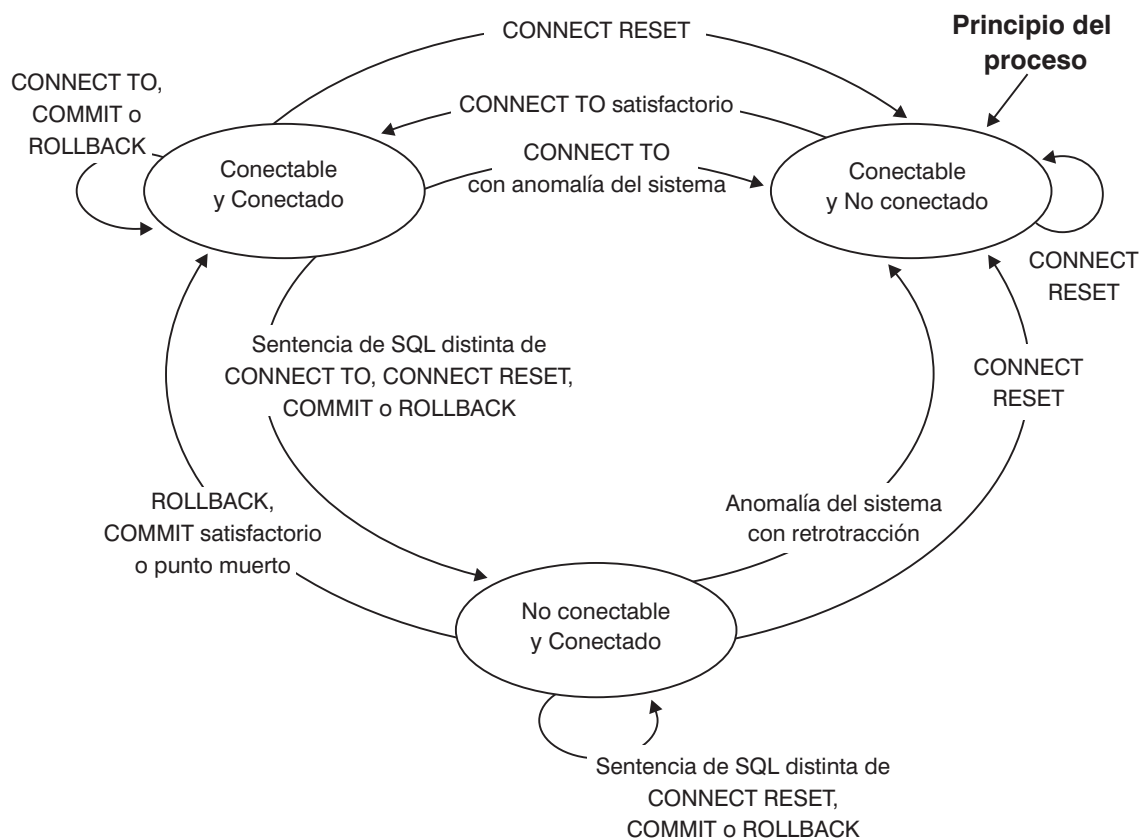 Principio del
proceso
CONNECT RESET
CONNECT TO,
COMMIT o
ROLLBACK
CONNECT TO satisfactorio
CONNECT TO
con anomalía del sistema
Conectable
y Conectado
Conectable
y No conectado
CONNECT
RESET
Sentencia de SQL distinta de
CONNECT TO, CONNECT RESET,
COMMIT o ROLLBACK
CONNECT
RESET
ROLLBACK,
COMMIT satisfactorio
o punto muerto
Anomalía del sistema
con retrotracción
No conectable
y Conectado
Sentencia de SQL distinta de
CONNECT RESET,
COMMIT o ROLLBACK